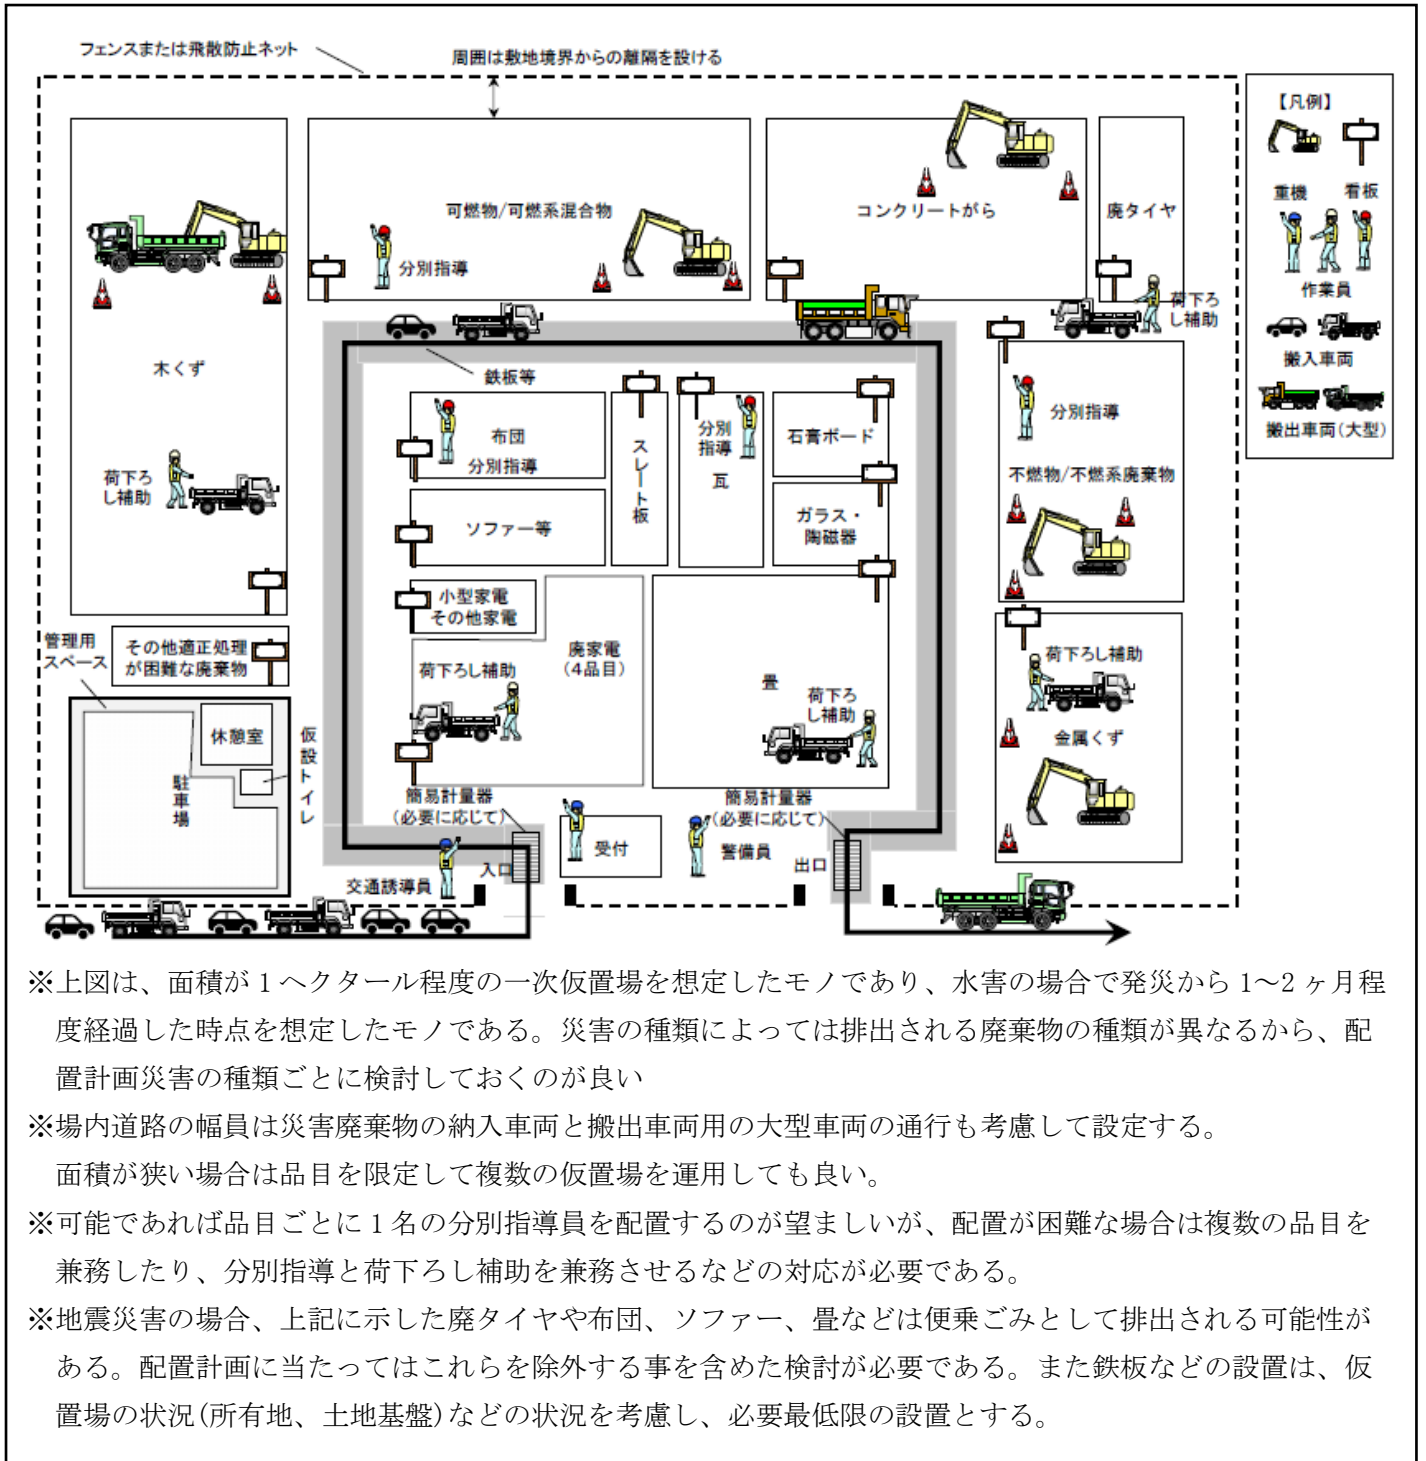 フェンスまたは飛散防止ネット
周囲は敷地境界からの離隔を設ける
【凡例】
重機
看板
作業員
搬入車両
搬出車両(大型)
可燃物/可燃系混合物
分別指導
コンクリートがら
廃タイヤ
荷下ろ
し補助
木くず
荷下ろ
し補助
鉄板等
布団
分別指導
スレート板
分別
指導
瓦
石膏ボード
ソファー等
ガラス・
陶磁器
分別指導
不燃物/不燃系廃棄物
小型家電
その他家電
廃家電
(4品目)
荷下ろし補助
畳
荷下ろ
し補助
荷下ろし補助
金属くず
管理用
スペース
その他適正処理
が困難な廃棄物
休憩室
仮設トイレ
駐車場
簡易計量器
(必要に応じて)
簡易計量器
(必要に応じて)
入口
受付
警備員
出口
交通誘導員
※上図は、面積が1ヘクタール程度の一次仮置場を想定したモノであり、水害の場合で発災から1～2ヶ月程
度経過した時点を想定したモノである。災害の種類によっては排出される廃棄物の種類が異なるから、配
置計画災害の種類ごとに検討しておくのが良い
※場内道路の幅員は災害廃棄物の納入車両と搬出車両用の大型車両の通行も考慮して設定する。
面積が狭い場合は品目を限定して複数の仮置場を運用しても良い。
※可能であれば品目ごとに1名の分別指導員を配置するのが望ましいが、配置が困難な場合は複数の品目を
兼務したり、分別指導と荷下ろし補助を兼務させるなどの対応が必要である。
※地震災害の場合、上記に示した廃タイヤや布団、ソファー、畳などは便乗ごみとして排出される可能性が
ある。配置計画に当たってはこれらを除外する事を含めた検討が必要である。また鉄板などの設置は、仮
置場の状況(所有地、土地基盤)などの状況を考慮し、必要最低限の設置とする。